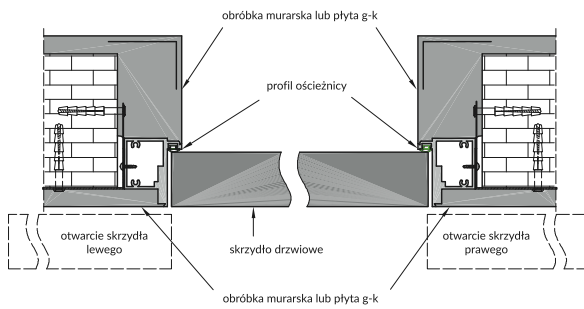 obróbka murarska lub płyta g-k
profil ościeżnicy
otwarcie skrzydła
lewego
skrzydło drzwiowe
otwarcie skrzydła
prawego
obróbka murarska lub płyta g-k